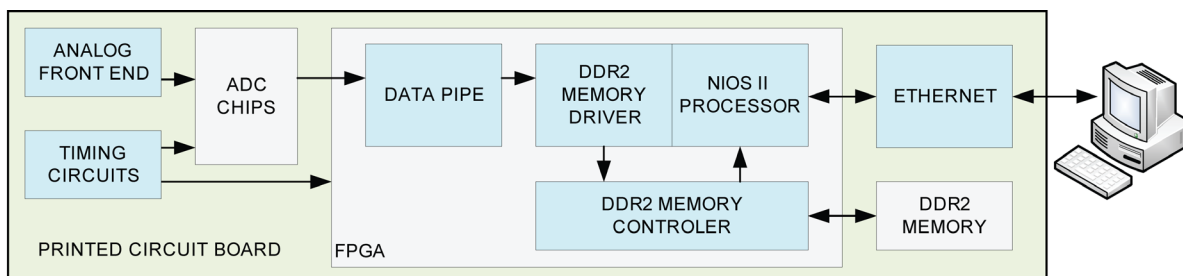 ANALOG
FRONT END
TIMING
CIRCUITS
ADC
CHIPS
DATA PIPE
DDR2
MEMORY
DRIVER
NIOS II
PROCESSOR
ETHERNET
DDR2 MEMORY
CONTROLER
DDR2
MEMORY
PRINTED CIRCUIT BOARD
FPGA